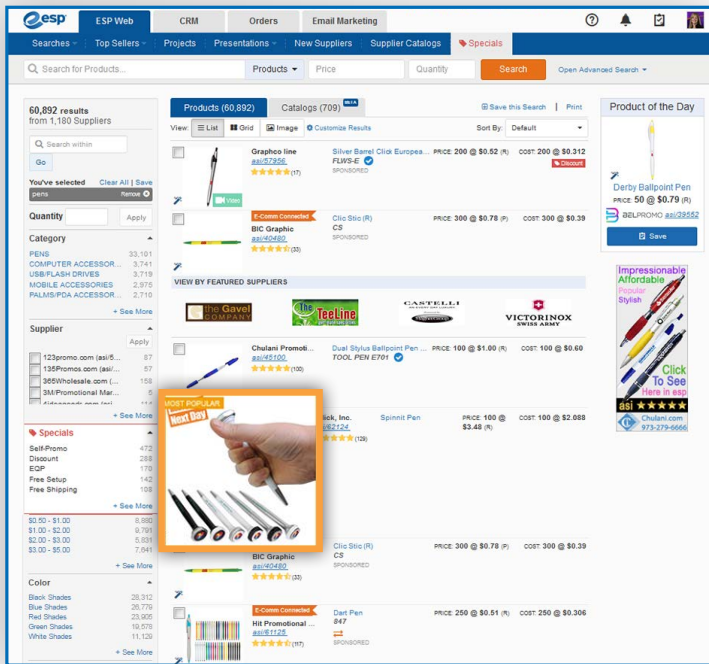 esp ESP Web CRM Orders Email Marketing
Searches Top Sellers Projects Presentations New Suppliers Supplier Catalogs Specials
Search for Products... Products Price Quantity Search Open Advanced Search
60,892 results
from 1,180 Suppliers
Search within
Go
You've selected Clear All | Save
pens Remove
Quantity Apply
Category
PENS 33,101
COMPUTER ACCESSOR... 3,741
USB/FLASH DRIVES 3,719
MOBILE ACCESSORIES 2,975
PALMS/PDA ACCESSOR... 2,710
+ See More
Supplier
Apply
123promo.com (asi/5... 87
135Promos.com (asi/... 57
365Wholesale.com (... 158
3M/Promotional Mar... 5
+ See More
Specials
Self-Promo 472
Discount 288
EQP 170
Free Setup 142
Free Shipping 108
+ See More
$0.50 - $1.00 8,880
$1.00 - $2.00 9,791
$2.00 - $3.00 5,831
$3.00 - $5.00 7,641
+ See More
Color
Black Shades 28,312
Blue Shades 26,779
Red Shades 23,905
Green Shades 19,578
White Shades 11,129
+ See More
Products (60,892) Catalogs (709) BETA Save this Search | Print
View: List Grid Image Customize Results Sort By: Default
Graphco line Silver Barrel Click Europea... PRICE: 200 @ $0.52 (R) COST: 200 @ $0.312
asi/57956 FLWS-E Discount
(17) SPONSORED
Video
E-Comm Connected Clic Stic (R) PRICE: 300 @ $0.78 (P) COST: 300 @ $0.39
BIC Graphic CS
asi/40480 SPONSORED
(33)
VIEW BY FEATURED SUPPLIERS
the Gavel COMPANY The TeeLine CASTELLI VICTORINOX
SWISS ARMY
Chulani Promoti... Dual Stylus Ballpoint Pen ... PRICE: 100 @ $1.00 (R) COST: 100 @ $0.60
asi/45100 TOOL PEN E701
(100)
MOST POPULAR
Next Day
lick, Inc. Spinnit Pen PRICE: 100 @ $3.48 (R) COST: 100 @ $2.088
/62124
(129)
Clic Stic (R) PRICE: 300 @ $0.78 (P) COST: 300 @ $0.39
BIC Graphic CS
asi/40480 SPONSORED
(33)
E-Comm Connected Dart Pen PRICE: 250 @ $0.51 (R) COST: 250 @ $0.306
Hit Promotional ... 847
asi/61125
(117) SPONSORED
Product of the Day
Derby Ballpoint Pen
PRICE: 50 @ $0.79 (R)
BELPROMO asi/39552
Save
Impressionable
Affordable
Popular
Stylish
Click
To See
Here in esp
asi
Chulani.com
973-279-6666